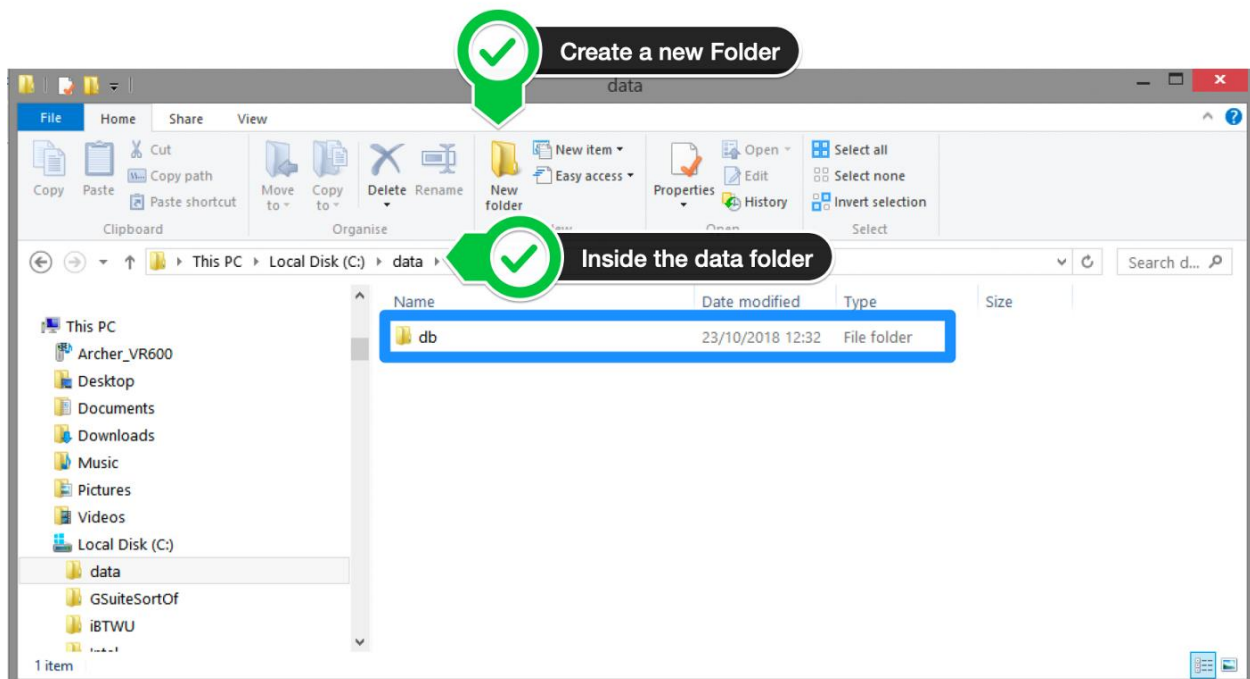 Create a new Folder
data
File Home Share View
Copy
Paste
Cut
Copy path
Paste shortcut
Clipboard
Move to
Copy to
Delete
Rename
Organise
New folder
New item
Easy access
Properties
Open
Edit
History
Open
Select all
Select none
Invert selection
Select
This PC Local Disk (C:) data
Inside the data folder
Search d...
Name Date modified Type Size
db 23/10/2018 12:32 File folder
This PC
Archer_VR600
Desktop
Documents
Downloads
Music
Pictures
Videos
Local Disk (C:)
data
GSuiteSortOf
iBTWU
1 item